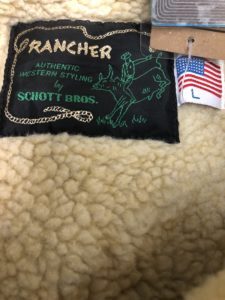 RANCHER
AUTHENTIC
WESTERN STYLING
by
SCHOTT BROS.
L